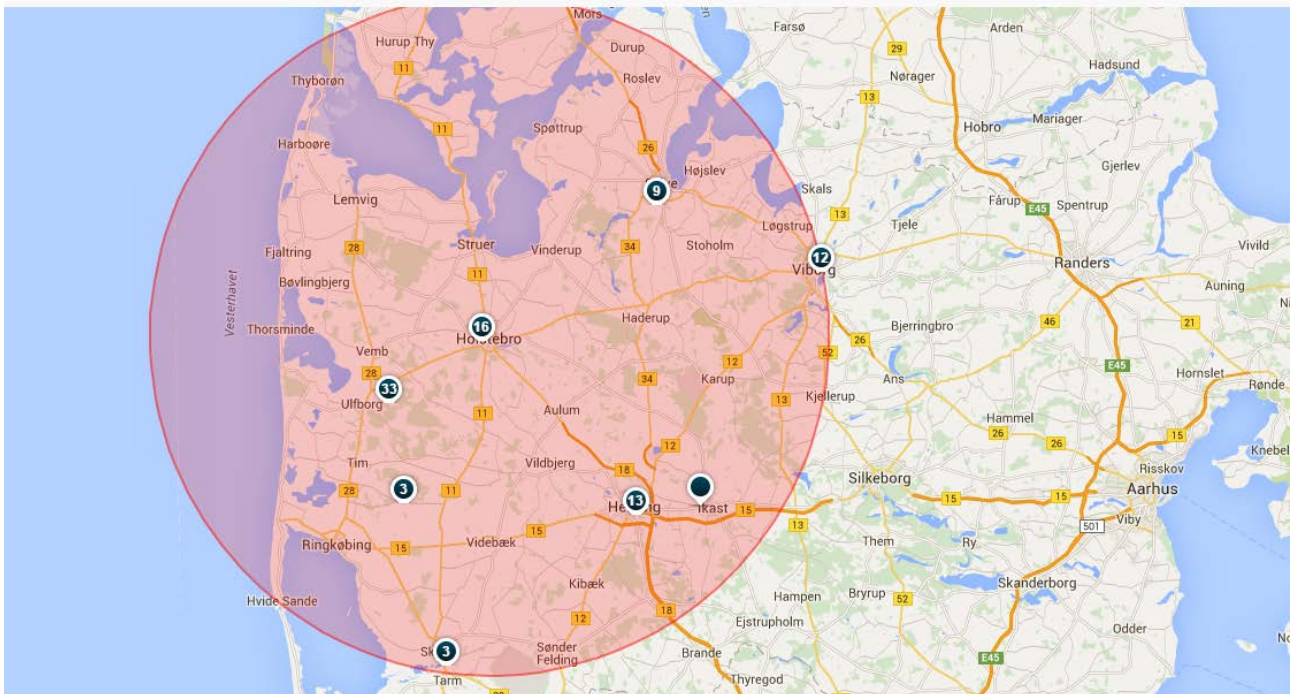 Mors
Farsø
Arden
Hurup Thy
11
Durup
29
Hadsund
Thyborøn
Roslev
Nørager
13
Mariager
11
Spøttrup
Hobro
Harboøre
26
Højslev
Gjerlev
9
Skals
Lemvig
13
Fårup
E45
Spentrup
Løgstrup
Tjele
Struer
Vinderup
34
Stoholm
Vivild
28
Fjaltring
12
Viborg
Randers
Bøvlingbjerg
11
Auning
Vesterhavet
Thorsminde
16
Holstebro
Haderup
Bjerringbro
46
21
Vemb
52
26
28
12
E45
33
34
Karup
Ans
Hornslet
Rønde
Ulfborg
13
Kjellerup
11
Aulum
Hammel
26
26
15
12
Knebel
Tim
Vildbjerg
18
Risskov
Silkeborg
28
3
11
13
Ikast
15
15
15
Aarhus
15
13
501
Viby
Ringkøbing
15
Videbæk
Them
Ry
Kibæk
Skanderborg
Hvide Sande
Hampen
Bryrup
52
12
18
Ejstrupholm
Odder
3
Sønder
Felding
Brande
E45
Tarm
Thyregod